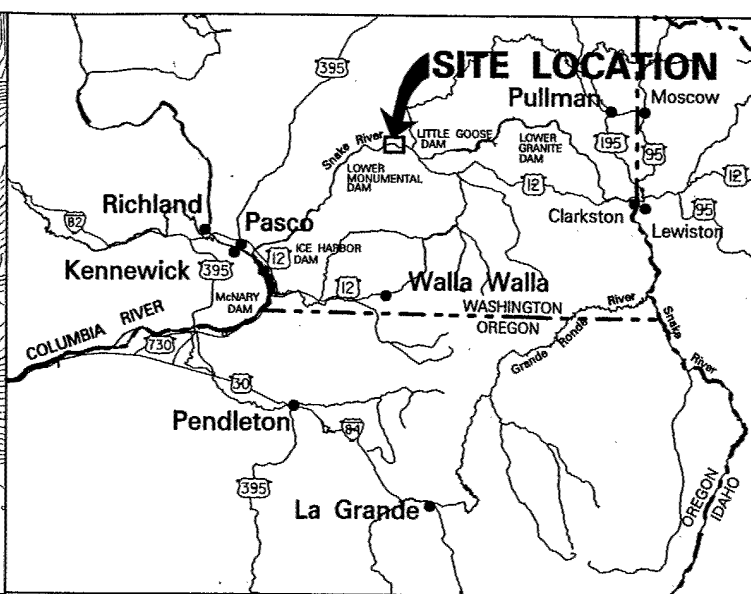 395
SITE LOCATION
Pullman
Moscow
Snake River
LITTLE GOOSE
DAM
LOWER
GRANITE
DAM
195
95
LOWER
MONUMENTAL
DAM
12
12
Richland
82
Pasco
Clarkston
95
Lewiston
Kennewick
395
12
ICE HARBOR
DAM
McNARY
DAM
12
Walla Walla
WASHINGTON
OREGON
River
Ronde
Grande
Snake
River
COLUMBIA RIVER
730
30
Pendleton
84
395
La Grande
OREGON
IDAHO